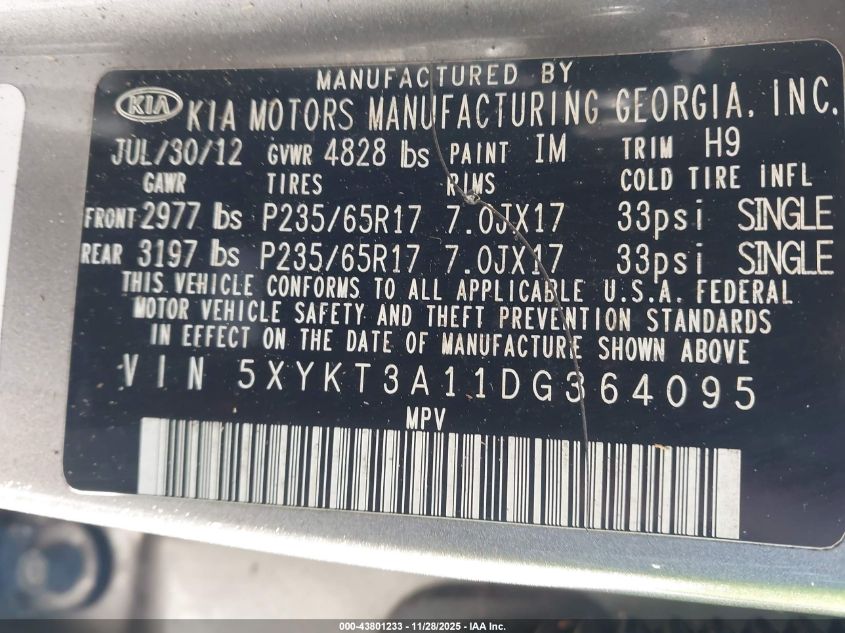 MANUFACTURED BY
KIA KIA MOTORS MANUFACTURING GEORGIA, INC.
JUL/30/12 GVWR 4828 lbs PAINT IM TRIM H9
GAWR TIRES RIMS COLD TIRE INFL
FRONT 2977 lbs P235/65R17 7.0JX17 33psi SINGLE
REAR 3197 lbs P235/65R17 7.0JX17 33psi SINGLE
THIS VEHICLE CONFORMS TO ALL APPLICABLE U.S.A. FEDERAL
MOTOR VEHICLE SAFETY AND THEFT PREVENTION STANDARDS
IN EFFECT ON THE DATE OF MANUFACTURE SHOWN ABOVE
VIN 5XYKT3A11DG364095
MPV
000-43801233 | 11/28/2025 - IAA Inc.